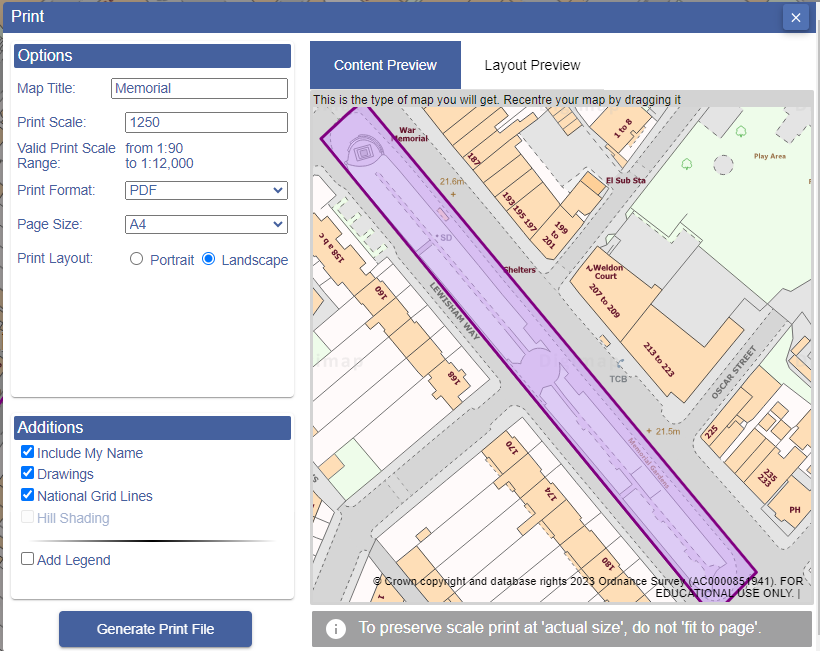 Print
Options
Map Title:
Memorial
Print Scale:
1250
Valid Print Scale
Range:
from 1:90
to 1:12,000
Print Format:
PDF
Page Size:
A4
Print Layout:
Portrait
Landscape
Additions
Include My Name
Drawings
National Grid Lines
Hill Shading
Add Legend
Generate Print File
Content Preview
Layout Preview
This is the type of map you will get. Recentre your map by dragging it
War
Memorial
187
1 to 8
Play Area
21.6m
El Sub Sta
193
195
197
199
to
201
SD
158 a b c
Shelters
Weldon
Court
207 to 209
160
LEWISHAM WAY
213 to 223
imap
TCB
OSCAR STREET
168
21.5m
225
Memorial Gardens
170
235
233
174
PH
180
© Crown copyright and database rights 2023 Ordnance Survey (AC0000851941). FOR
EDUCATIONAL USE ONLY. |
To preserve scale print at 'actual size', do not 'fit to page'.